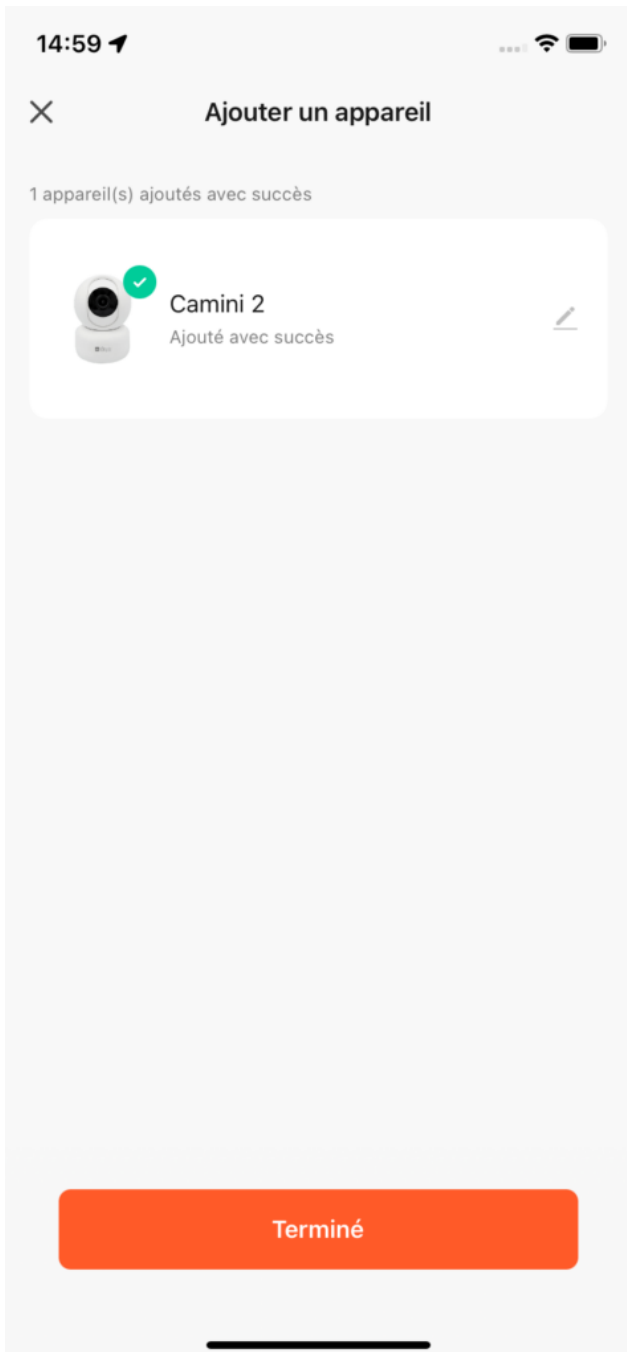 14:59
Ajouter un appareil
1 appareil(s) ajoutés avec succès
Camini 2
Ajouté avec succès
Terminé